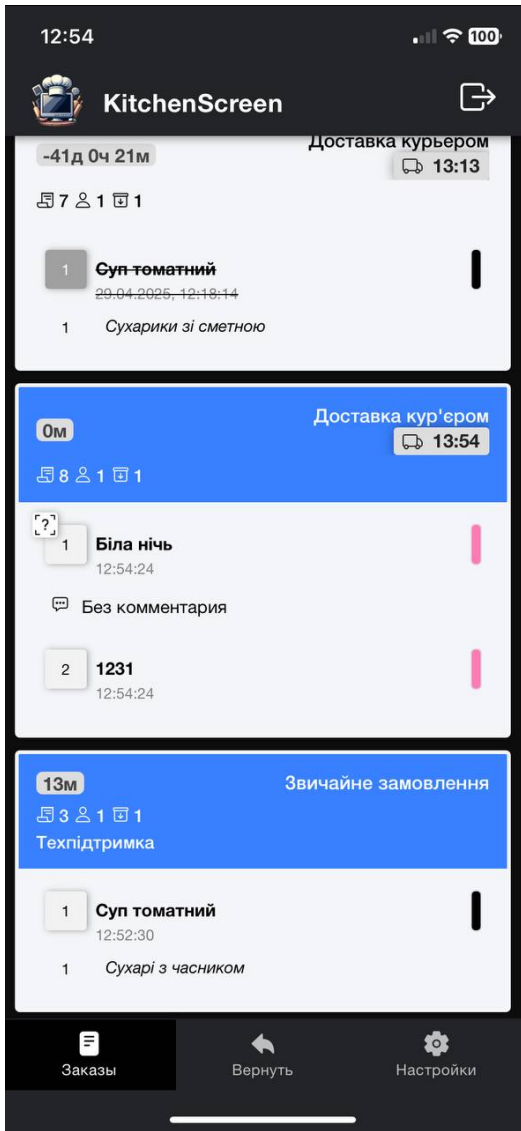 12:54
100
KitchenScreen
-41д 0ч 21м
Доставка курьером
13:13
7 1 1
1 Суп томатний
29.04.2025, 12:18:14
1 Сухарики зі сметною
0м
Доставка кур'єром
13:54
8 1 1
[?]
1 Біла нічь
12:54:24
Без комментария
2 1231
12:54:24
13м
Звичайне замовлення
3 1 1
Техпідтримка
1 Суп томатний
12:52:30
1 Сухарі з часником
Заказы
Вернуть
Настройки